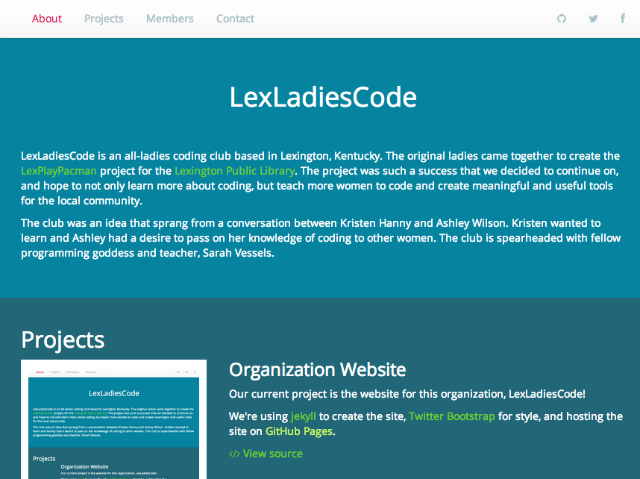 About Projects Members Contact
LexLadiesCode
LexLadiesCode is an all-ladies coding club based in Lexington, Kentucky. The original ladies came together to create the
LexPlayPacman project for the Lexington Public Library. The project was such a success that we decided to continue on,
and hope to not only learn more about coding, but teach more women to code and create meaningful and useful tools
for the local community.
The club was an idea that sprang from a conversation between Kristen Hanny and Ashley Wilson. Kristen wanted to
learn and Ashley had a desire to pass on her knowledge of coding to other women. The club is spearheaded with fellow
programming goddess and teacher, Sarah Vessels.
Projects
LexLadiesCode
Projects
Organization Website
Organization Website
Our current project is the website for this organization, LexLadiesCode!
We're using jekyll to create the site, Twitter Bootstrap for style, and hosting the
site on GitHub Pages.
</> View source